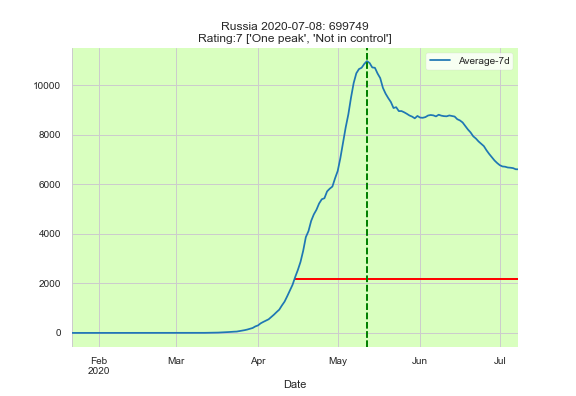 Russia 2020-07-08: 699749
Rating:7 ['One peak', 'Not in control']
Average-7d
10000
8000
6000
4000
2000
0
Feb Mar Apr May Jun Jul
2020
Date